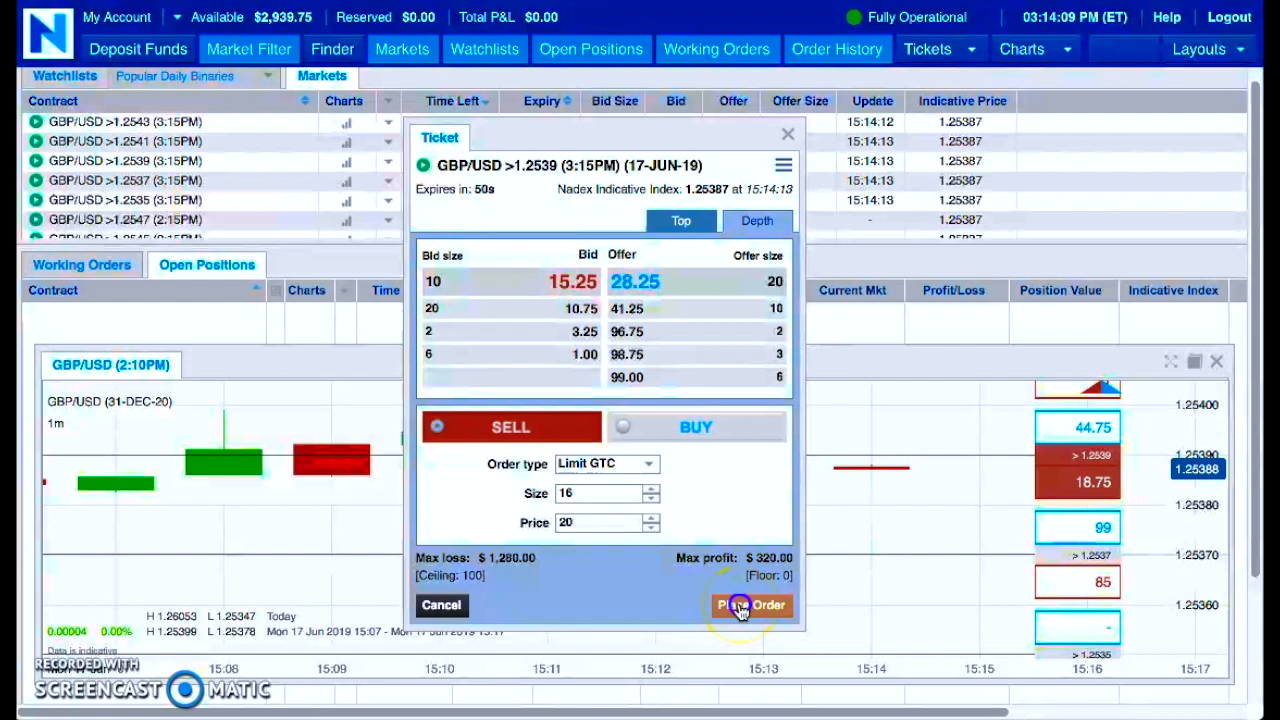 My Account Available $2,939.75 Reserved $0.00 Total P&L $0.00 Fully Operational 03:14:09 PM (ET) Help Logout
N
Deposit Funds Market Filter Finder Markets Watchlists Open Positions Working Orders Order History Tickets Charts Layouts
Watchlists Popular Daily Binaries Markets
Contract Charts Time Left Expiry Bid Size Bid Offer Offer Size Update Indicative Price
GBP/USD >1.2543 (3:15PM) 15:14:12 1.25387
GBP/USD >1.2541 (3:15PM) 15:14:13 1.25387
GBP/USD >1.2539 (3:15PM) 15:14:13 1.25387
GBP/USD >1.2537 (3:15PM) 15:14:13 1.25387
GBP/USD >1.2535 (3:15PM) 15:14:13 1.25387
GBP/USD >1.2547 (2:15PM) - 1.25387
Ticket
GBP/USD >1.2539 (3:15PM) (17-JUN-19)
Expires in: 50s Nadex Indicative Index: 1.25387 at 15:14:13
Top Depth
Bid size Bid Offer Offer size
10 15.25 28.25 20
20 10.75 41.25 10
2 3.25 96.75 2
6 1.00 98.75 3
99.00 6
SELL BUY
Order type Limit GTC
Size 16
Price 20
Max loss: $ 1,280.00 Max profit: $ 320.00
[Ceiling: 100] [Floor: 0]
Cancel Order
Working Orders Open Positions
Contract Charts Time Current Mkt Profit/Loss Position Value Indicative Index
GBP/USD (2:10PM)
GBP/USD (31-DEC-20)
1m
1.25400
44.75
> 1.2539 1.25390
1.25388
18.75
1.25380
99
> 1.2537 1.25370
85
1.25360
-
> 1.2535
H 1.26053 L 1.25347 Today
0.00004 0.00% H 1.25399 L 1.25378 Mon 17 Jun 2019 15:07 -
Data is indicative
15:08 15:09 15:10 15:11 15:12 15:13 15:14 15:15 15:16 15:17
RECORDED WITH
SCREENCAST MATIC